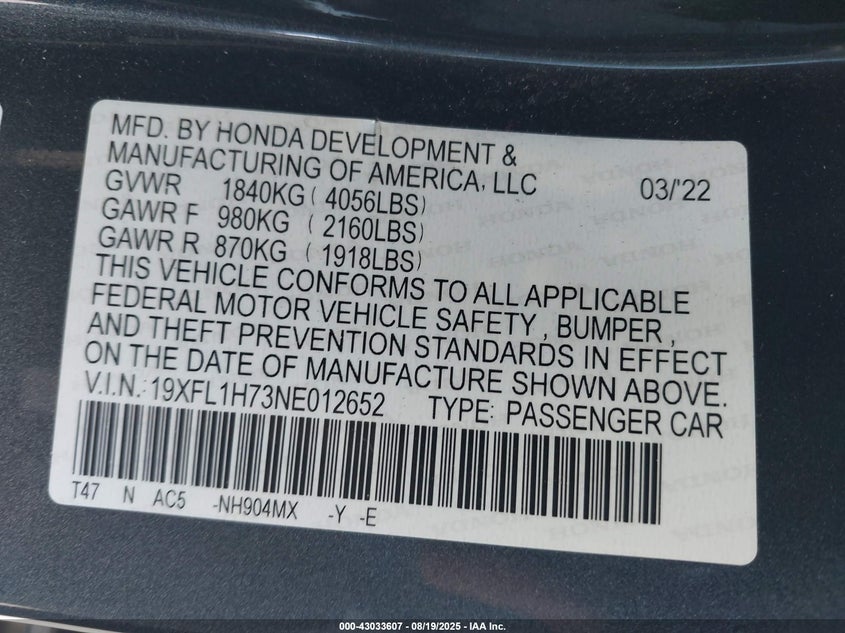 MFD. BY HONDA DEVELOPMENT &
MANUFACTURING OF AMERICA, LLC 03/'22
GVWR 1840KG ( 4056LBS)
GAWR F 980KG ( 2160LBS)
GAWR R 870KG ( 1918LBS)
THIS VEHICLE CONFORMS TO ALL APPLICABLE
FEDERAL MOTOR VEHICLE SAFETY , BUMPER ,
AND THEFT PREVENTION STANDARDS IN EFFECT
ON THE DATE OF MANUFACTURE SHOWN ABOVE.
V.I.N.: 19XFL1H73NE012652 TYPE: PASSENGER CAR
T47 N AC5 -NH904MX -Y -E
000-43033607 - 08/19/2025 - IAA Inc.